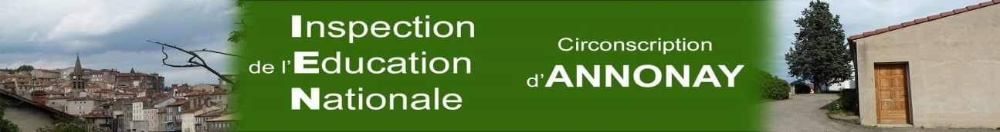 Inspection
de l'Education
Nationale
Circonscription
d'ANNONAY